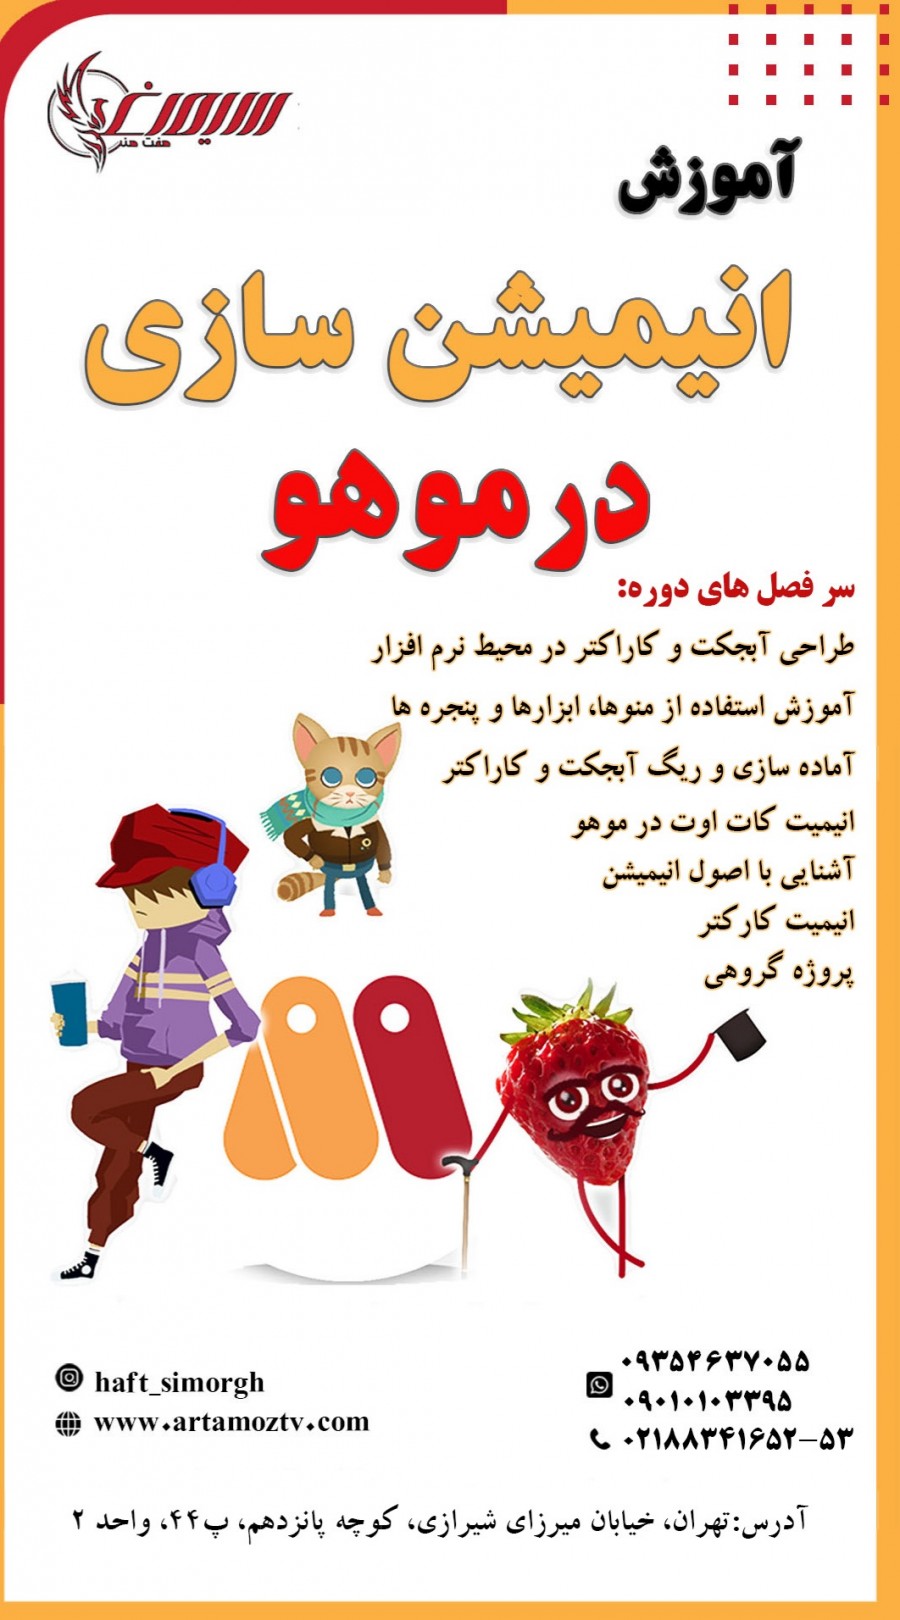 سیمرغ
هفت هنر
آموزش
انیمیشن سازی
در موهو
سر فصل های دوره:
طراحی آبجکت و کاراکتر در محیط نرم افزار
آموزش استفاده از منوها، ابزارها و پنجره ها
آماده سازی و ریگ آبجکت و کاراکتر
انیمیت کات اوت در موهو
آشنایی با اصول انیمیشن
انیمیت کارکتر
پروژه گروهی
haft_simorgh
www.artamoztv.com
۰۹۳۵۴۶۳۷۰۵۵
۰۹۰۱۰۱۰۳۳۹۵
۰۲۱۸۸۳۴۱۶۵۲-۵۳
آدرس:تهران، خیابان میرزای شیرازی، کوچه پانزدهم، پ۴۴، واحد ۲